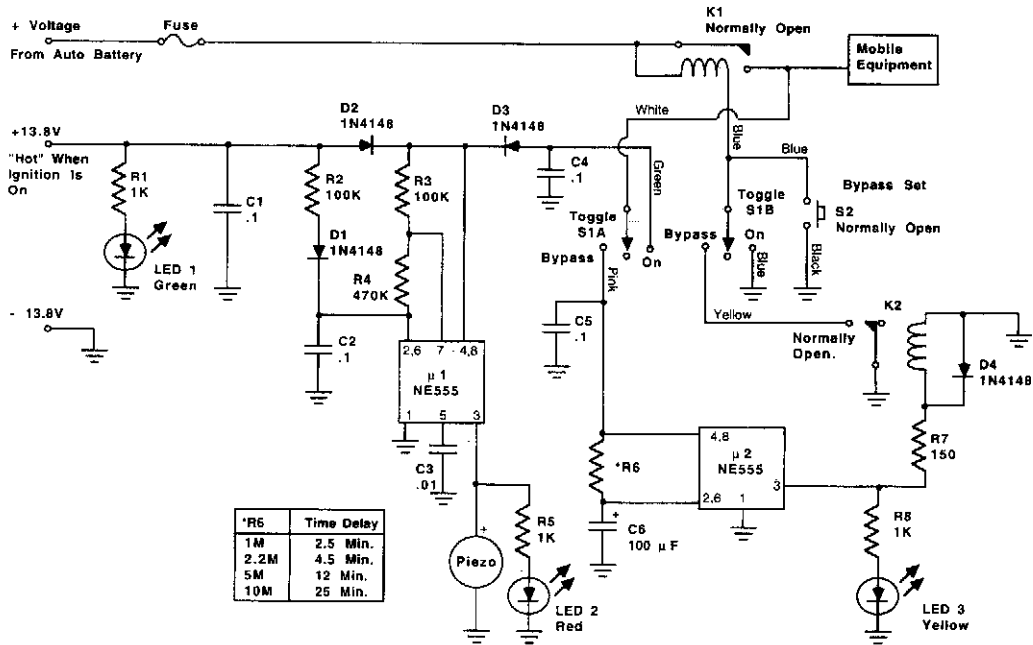 + Voltage
From Auto Battery
Fuse
K1
Normally Open
Mobile
Equipment
White
Blue
Blue
Green
+13.8V
"Hot" When
Ignition Is
On
R1
1K
LED 1
Green
C1
.1
D2
1N4148
R2
100K
D1
1N4148
R3
100K
R4
470K
C2
.1
D3
1N4148
C4
.1
Toggle
S1A
Bypass
On
Pink
Toggle
S1B
Bypass
On
Blue
Bypass Set
S2
Normally Open
Black
Yellow
- 13.8V
2,6 7 4,8
µ1
NE555
1 5 3
C3
.01
C5
.1
K2
Normally
Open.
D4
1N4148
R7
150
*R6
4,8
µ2
NE555
3
2,6 1
C6
100 µF
R5
1K
Piezo
+
LED 2
Red
R8
1K
LED 3
Yellow
*R6 Time Delay
1M 2.5 Min.
2.2M 4.5 Min.
5M 12 Min.
10M 25 Min.
+